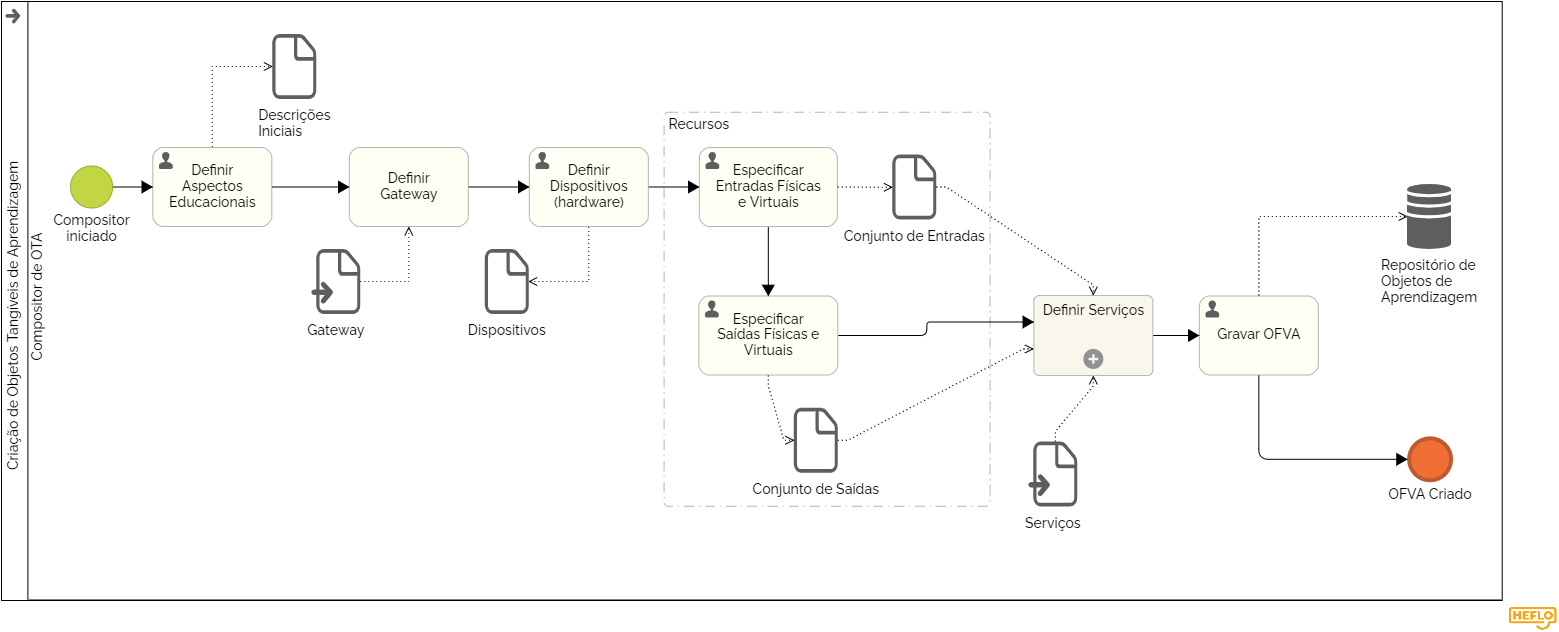 Criação de Objetos Tangíveis de Aprendizagem
Compositor de OTA
Compositor
iniciado
Definir
Aspectos
Educacionais
Descrições
Iniciais
Definir
Gateway
Gateway
Definir
Dispositivos
(hardware)
Dispositivos
Recursos
Especificar
Entradas Físicas
e Virtuais
Conjunto de Entradas
Especificar
Saídas Físicas e
Virtuais
Conjunto de Saídas
Definir Serviços
Serviços
Gravar OFVA
Repositório de
Objetos de
Aprendizagem
OFVA Criado
HEFLO